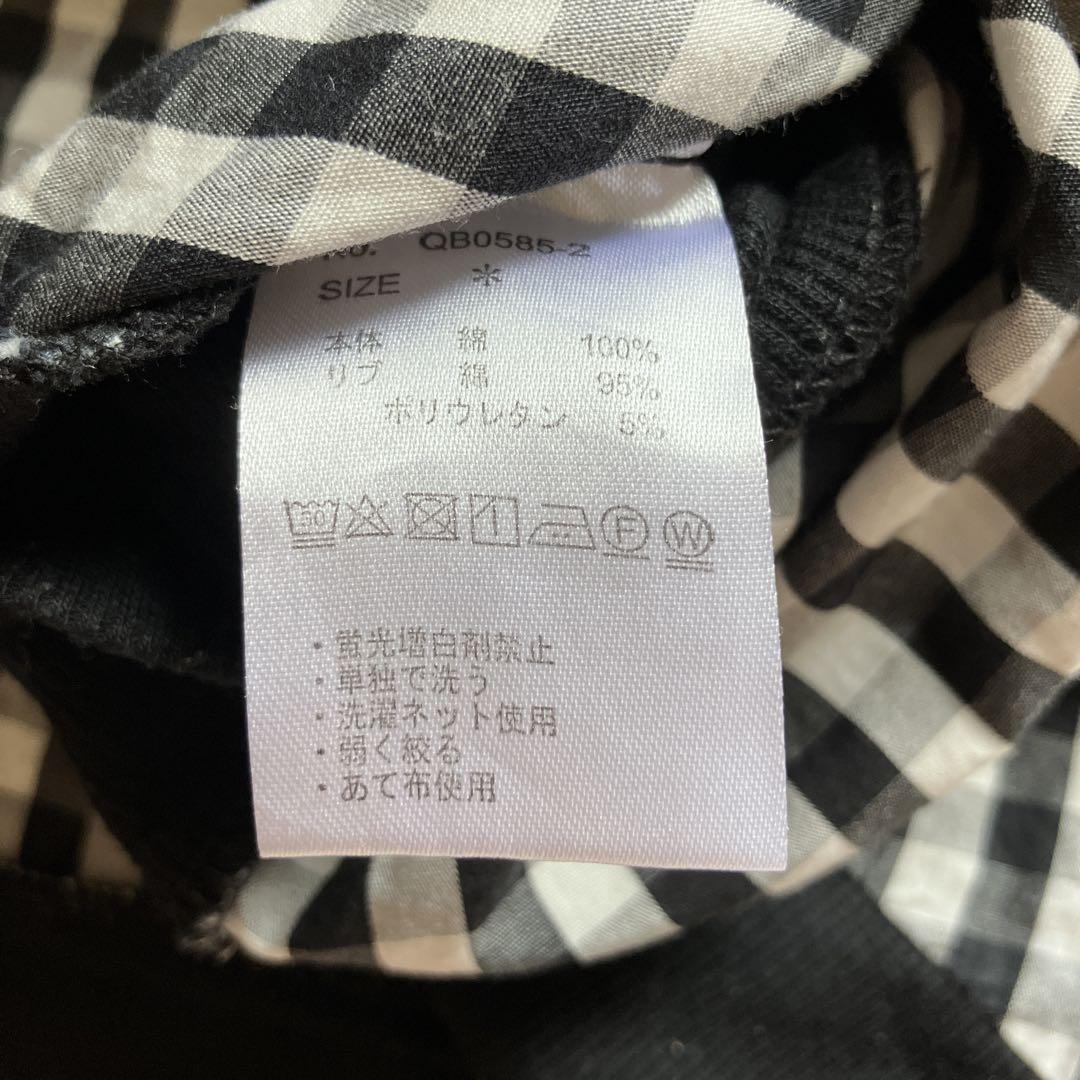 No. QB0585-2
SIZE *
本体 綿 100%
リブ 綿 95%
ポリウレタン 5%
30 F W
・蛍光増白剤禁止
・単独で洗う
・洗濯ネット使用
・弱く絞る
・あて布使用